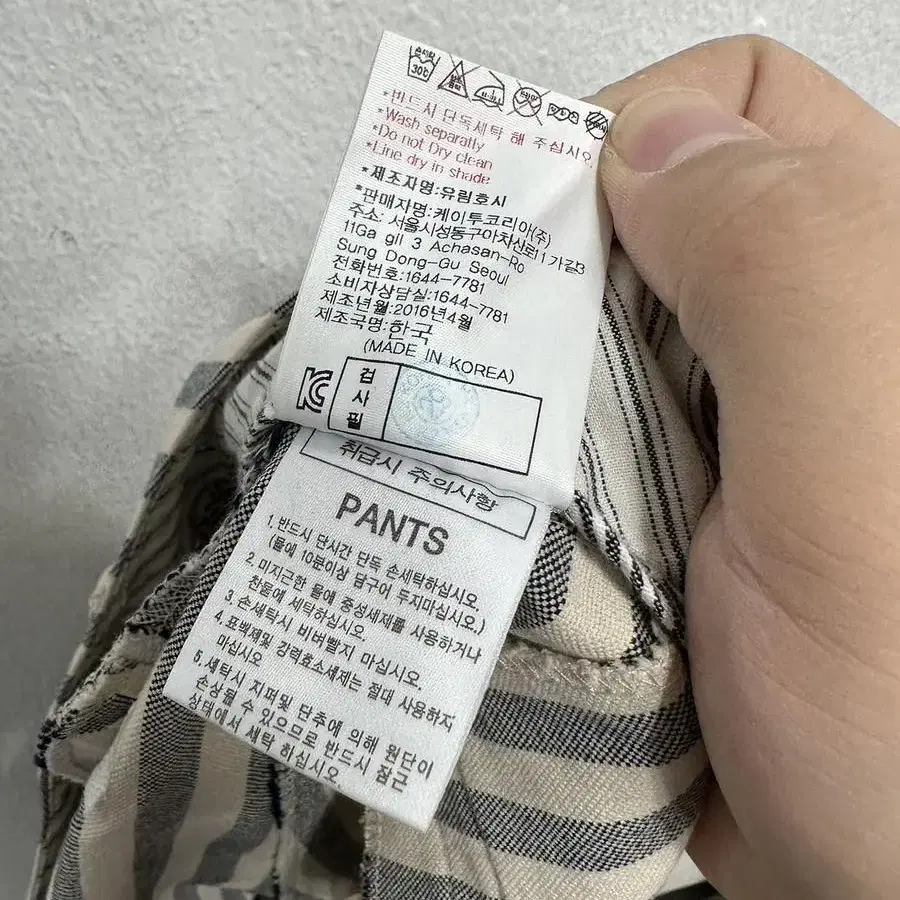 손세탁
30℃
*반드시 단독세탁 해 주십시오.
*Wash separatly
*Do not Dry clean
*Line dry in shade
*제조자명:유림호시
*판매자명:케이투코리아(주)
주소: 서울시성동구아차산로11가길3
11Ga gil 3 Achasan-Ro
Sung Dong-Gu Seoul
전화번호:1644-7781
소비자상담실:1644-7781
제조년월:2016년4월
제조국명:한국
(MADE IN KOREA)
검사필
취급시 주의사항
PANTS
1. 반드시 단시간 단독 손세탁하십시오.
(물에 10분이상 담구어 두지마십시오.)
2. 미지근한 물에 중성세제를 사용하거나
찬물에 세탁하십시오.
3. 손세탁시 비벼빨지 마십시오.
4. 표백제및 강력효소세제는 절대 사용하지
마십시오
5. 세탁시 지퍼및 단추에 의해 원단이
손상될 수 있으므로 반드시 잠근
상태에서 세탁 하십시오.